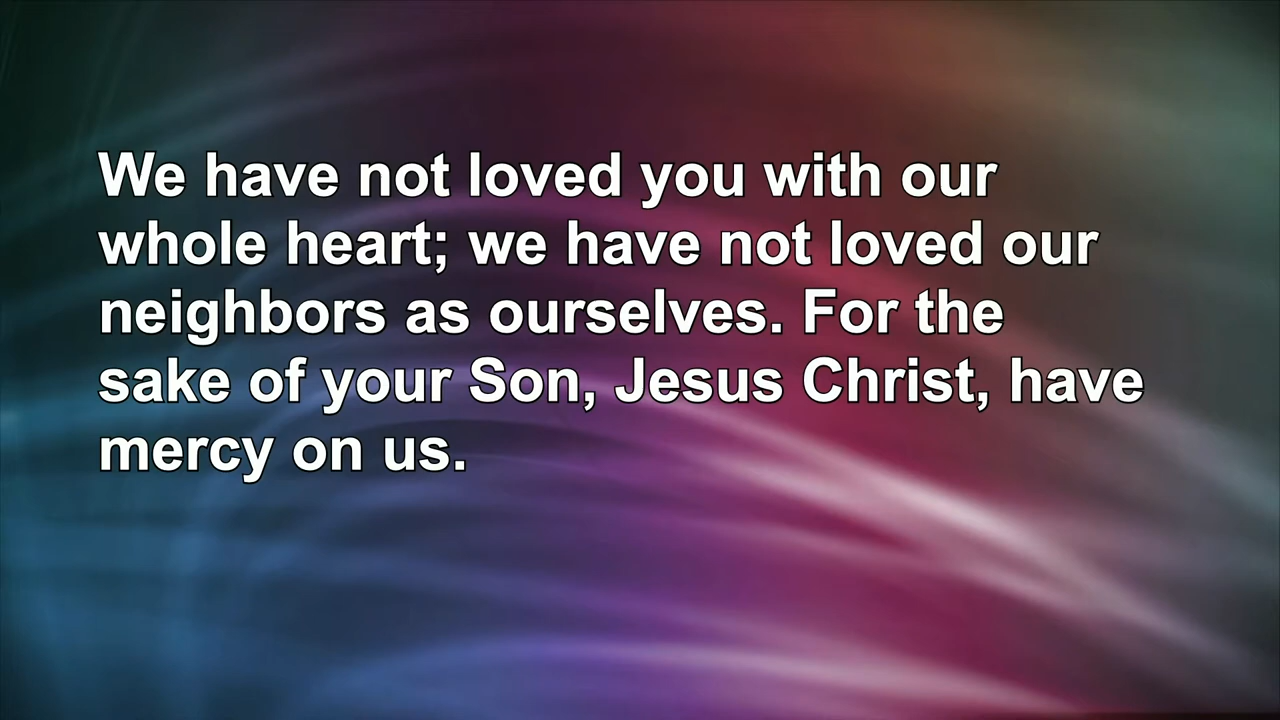 We have not loved you with our
whole heart; we have not loved our
neighbors as ourselves. For the
sake of your Son, Jesus Christ, have
mercy on us.